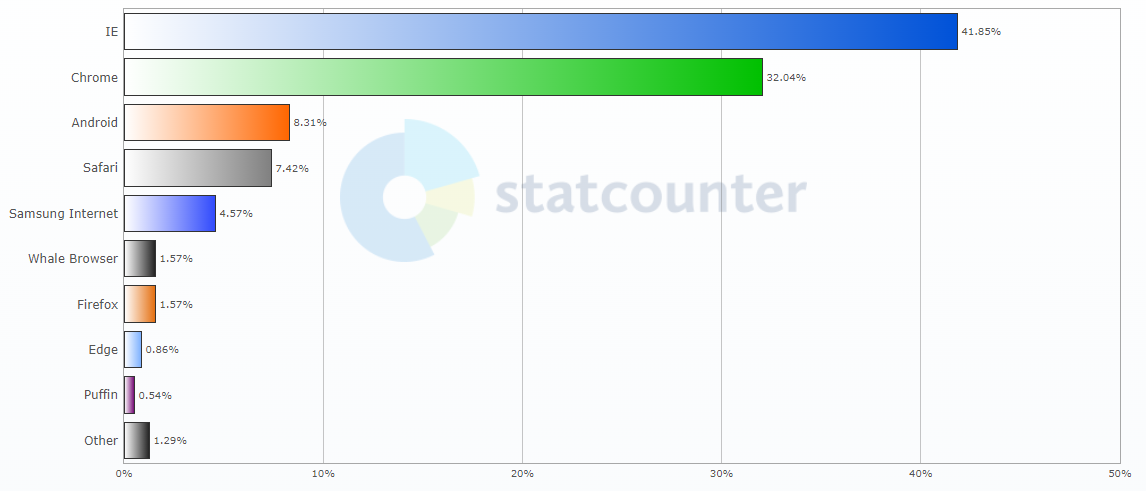 IE 41.85%
Chrome 32.04%
Android 8.31%
Safari 7.42%
statcounter
Samsung Internet 4.57%
Whale Browser 1.57%
Firefox 1.57%
Edge 0.86%
Puffin 0.54%
Other 1.29%
0% 10% 20% 30% 40% 50%